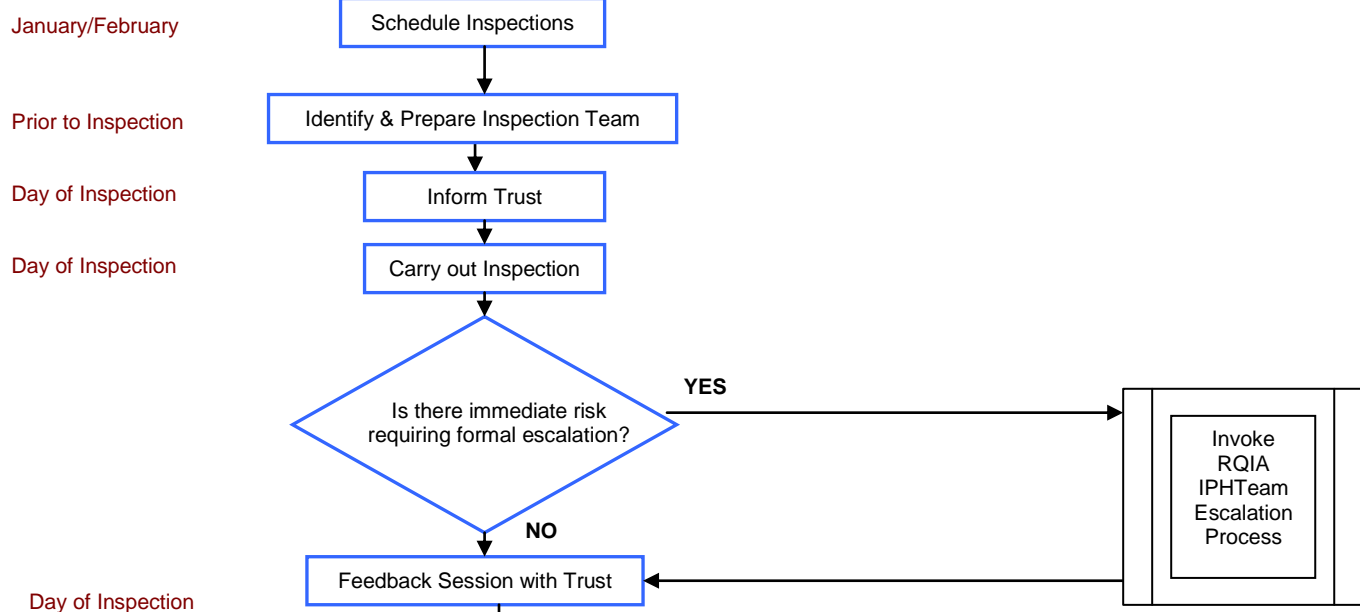 January/February
Schedule Inspections
Prior to Inspection
Identify & Prepare Inspection Team
Day of Inspection
Inform Trust
Day of Inspection
Carry out Inspection
YES
Is there immediate risk
requiring formal escalation?
Invoke
RQIA
IPHTeam
Escalation
Process
NO
Feedback Session with Trust
Day of Inspection